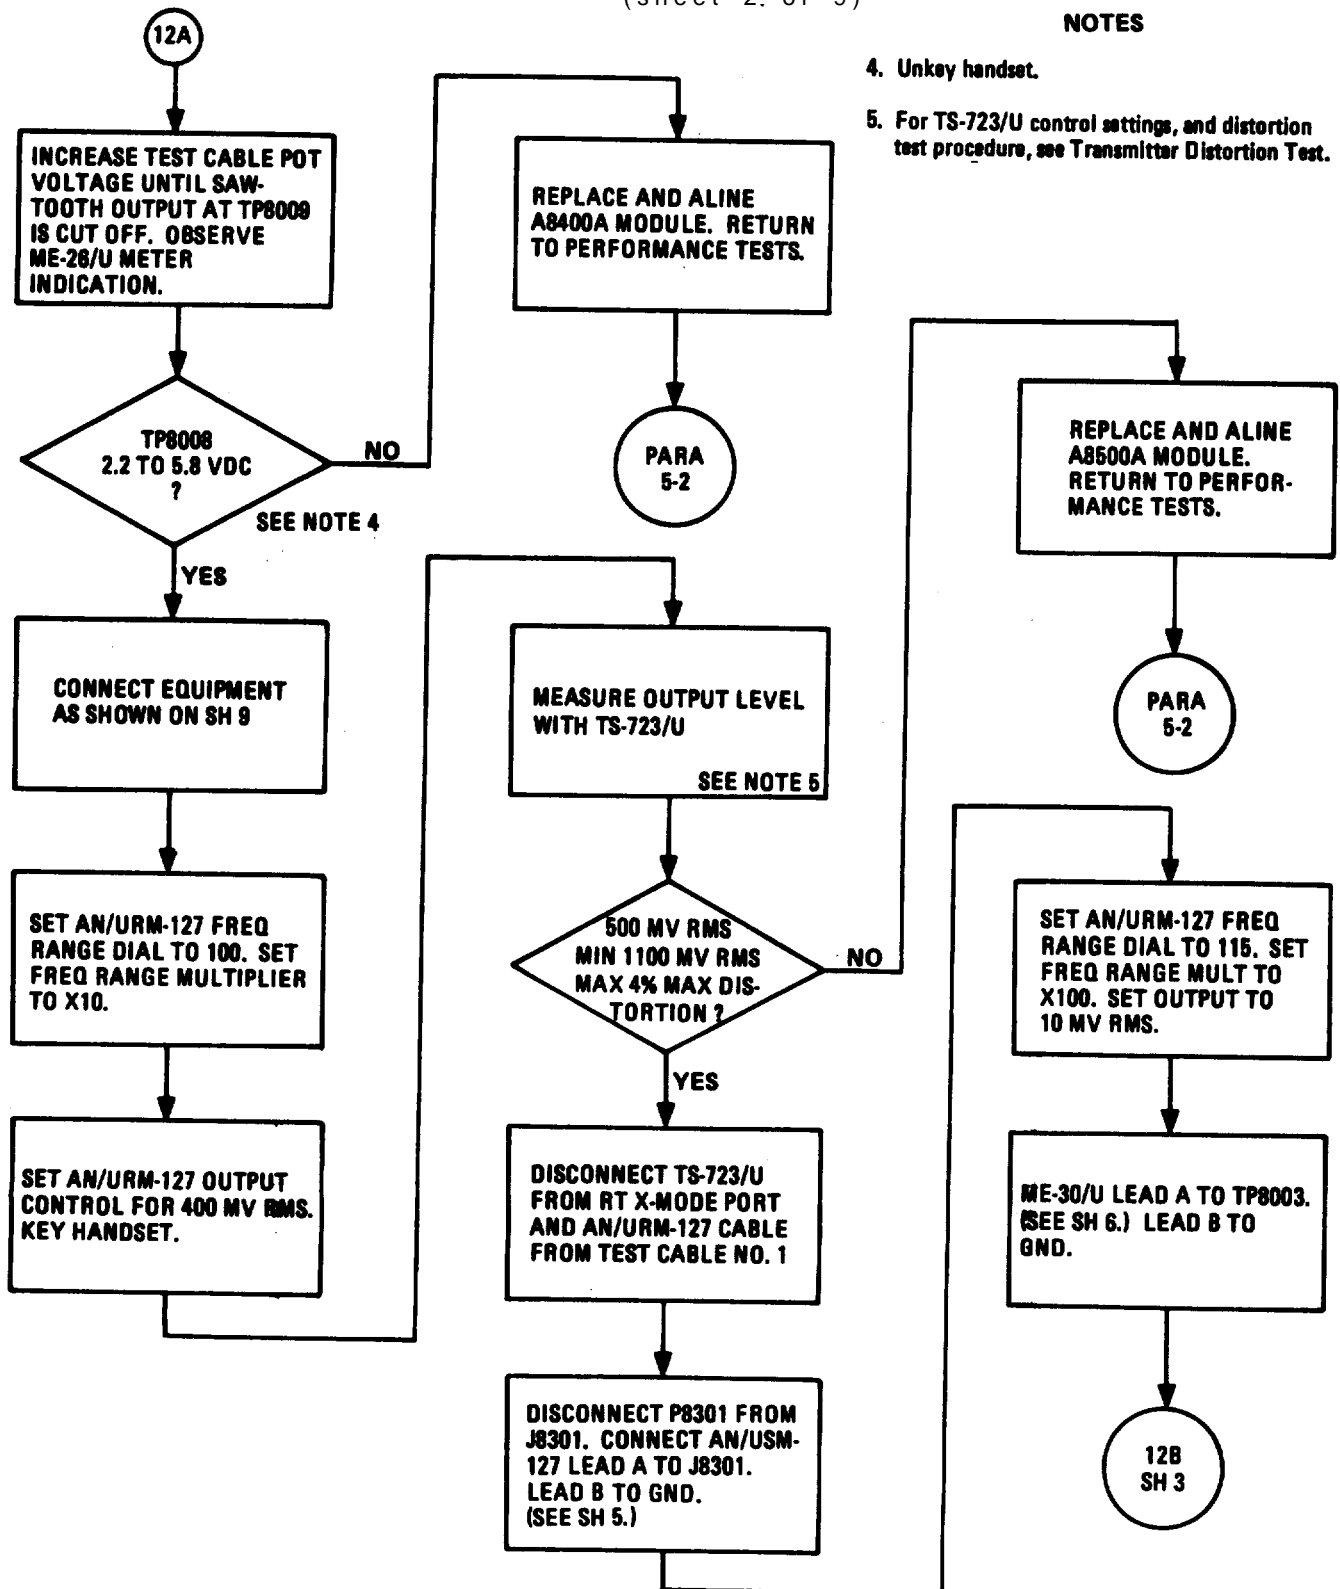 (sheet 2. of 9)
NOTES
4. Unkey handset.
5. For TS-723/U control settings, and distortion
test procedure, see Transmitter Distortion Test.
12A
INCREASE TEST CABLE POT
VOLTAGE UNTIL SAW-
TOOTH OUTPUT AT TP8009
IS CUT OFF. OBSERVE
ME-26/U METER
INDICATION.
TP8008
2.2 TO 5.8 VDC
?
NO
SEE NOTE 4
YES
CONNECT EQUIPMENT
AS SHOWN ON SH 9
SET AN/URM-127 FREQ
RANGE DIAL TO 100. SET
FREQ RANGE MULTIPLIER
TO X10.
SET AN/URM-127 OUTPUT
CONTROL FOR 400 MV RMS.
KEY HANDSET.
REPLACE AND ALINE
A8400A MODULE. RETURN
TO PERFORMANCE TESTS.
PARA
5-2
MEASURE OUTPUT LEVEL
WITH TS-723/U
SEE NOTE 5
500 MV RMS
MIN 1100 MV RMS
MAX 4% MAX DIS-
TORTION ?
NO
YES
DISCONNECT TS-723/U
FROM RT X-MODE PORT
AND AN/URM-127 CABLE
FROM TEST CABLE NO. 1
DISCONNECT P8301 FROM
J8301. CONNECT AN/USM-
127 LEAD A TO J8301.
LEAD B TO GND.
(SEE SH 5.)
REPLACE AND ALINE
A8500A MODULE.
RETURN TO PERFOR-
MANCE TESTS.
PARA
5-2
SET AN/URM-127 FREQ
RANGE DIAL TO 115. SET
FREQ RANGE MULT TO
X100. SET OUTPUT TO
10 MV RMS.
ME-30/U LEAD A TO TP8003.
(SEE SH 6.) LEAD B TO
GND.
12B
SH 3